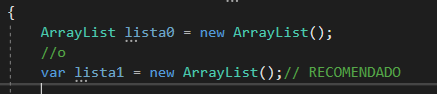 {
ArrayList lista0 = new ArrayList();
//o
var lista1 = new ArrayList();// RECOMENDADO